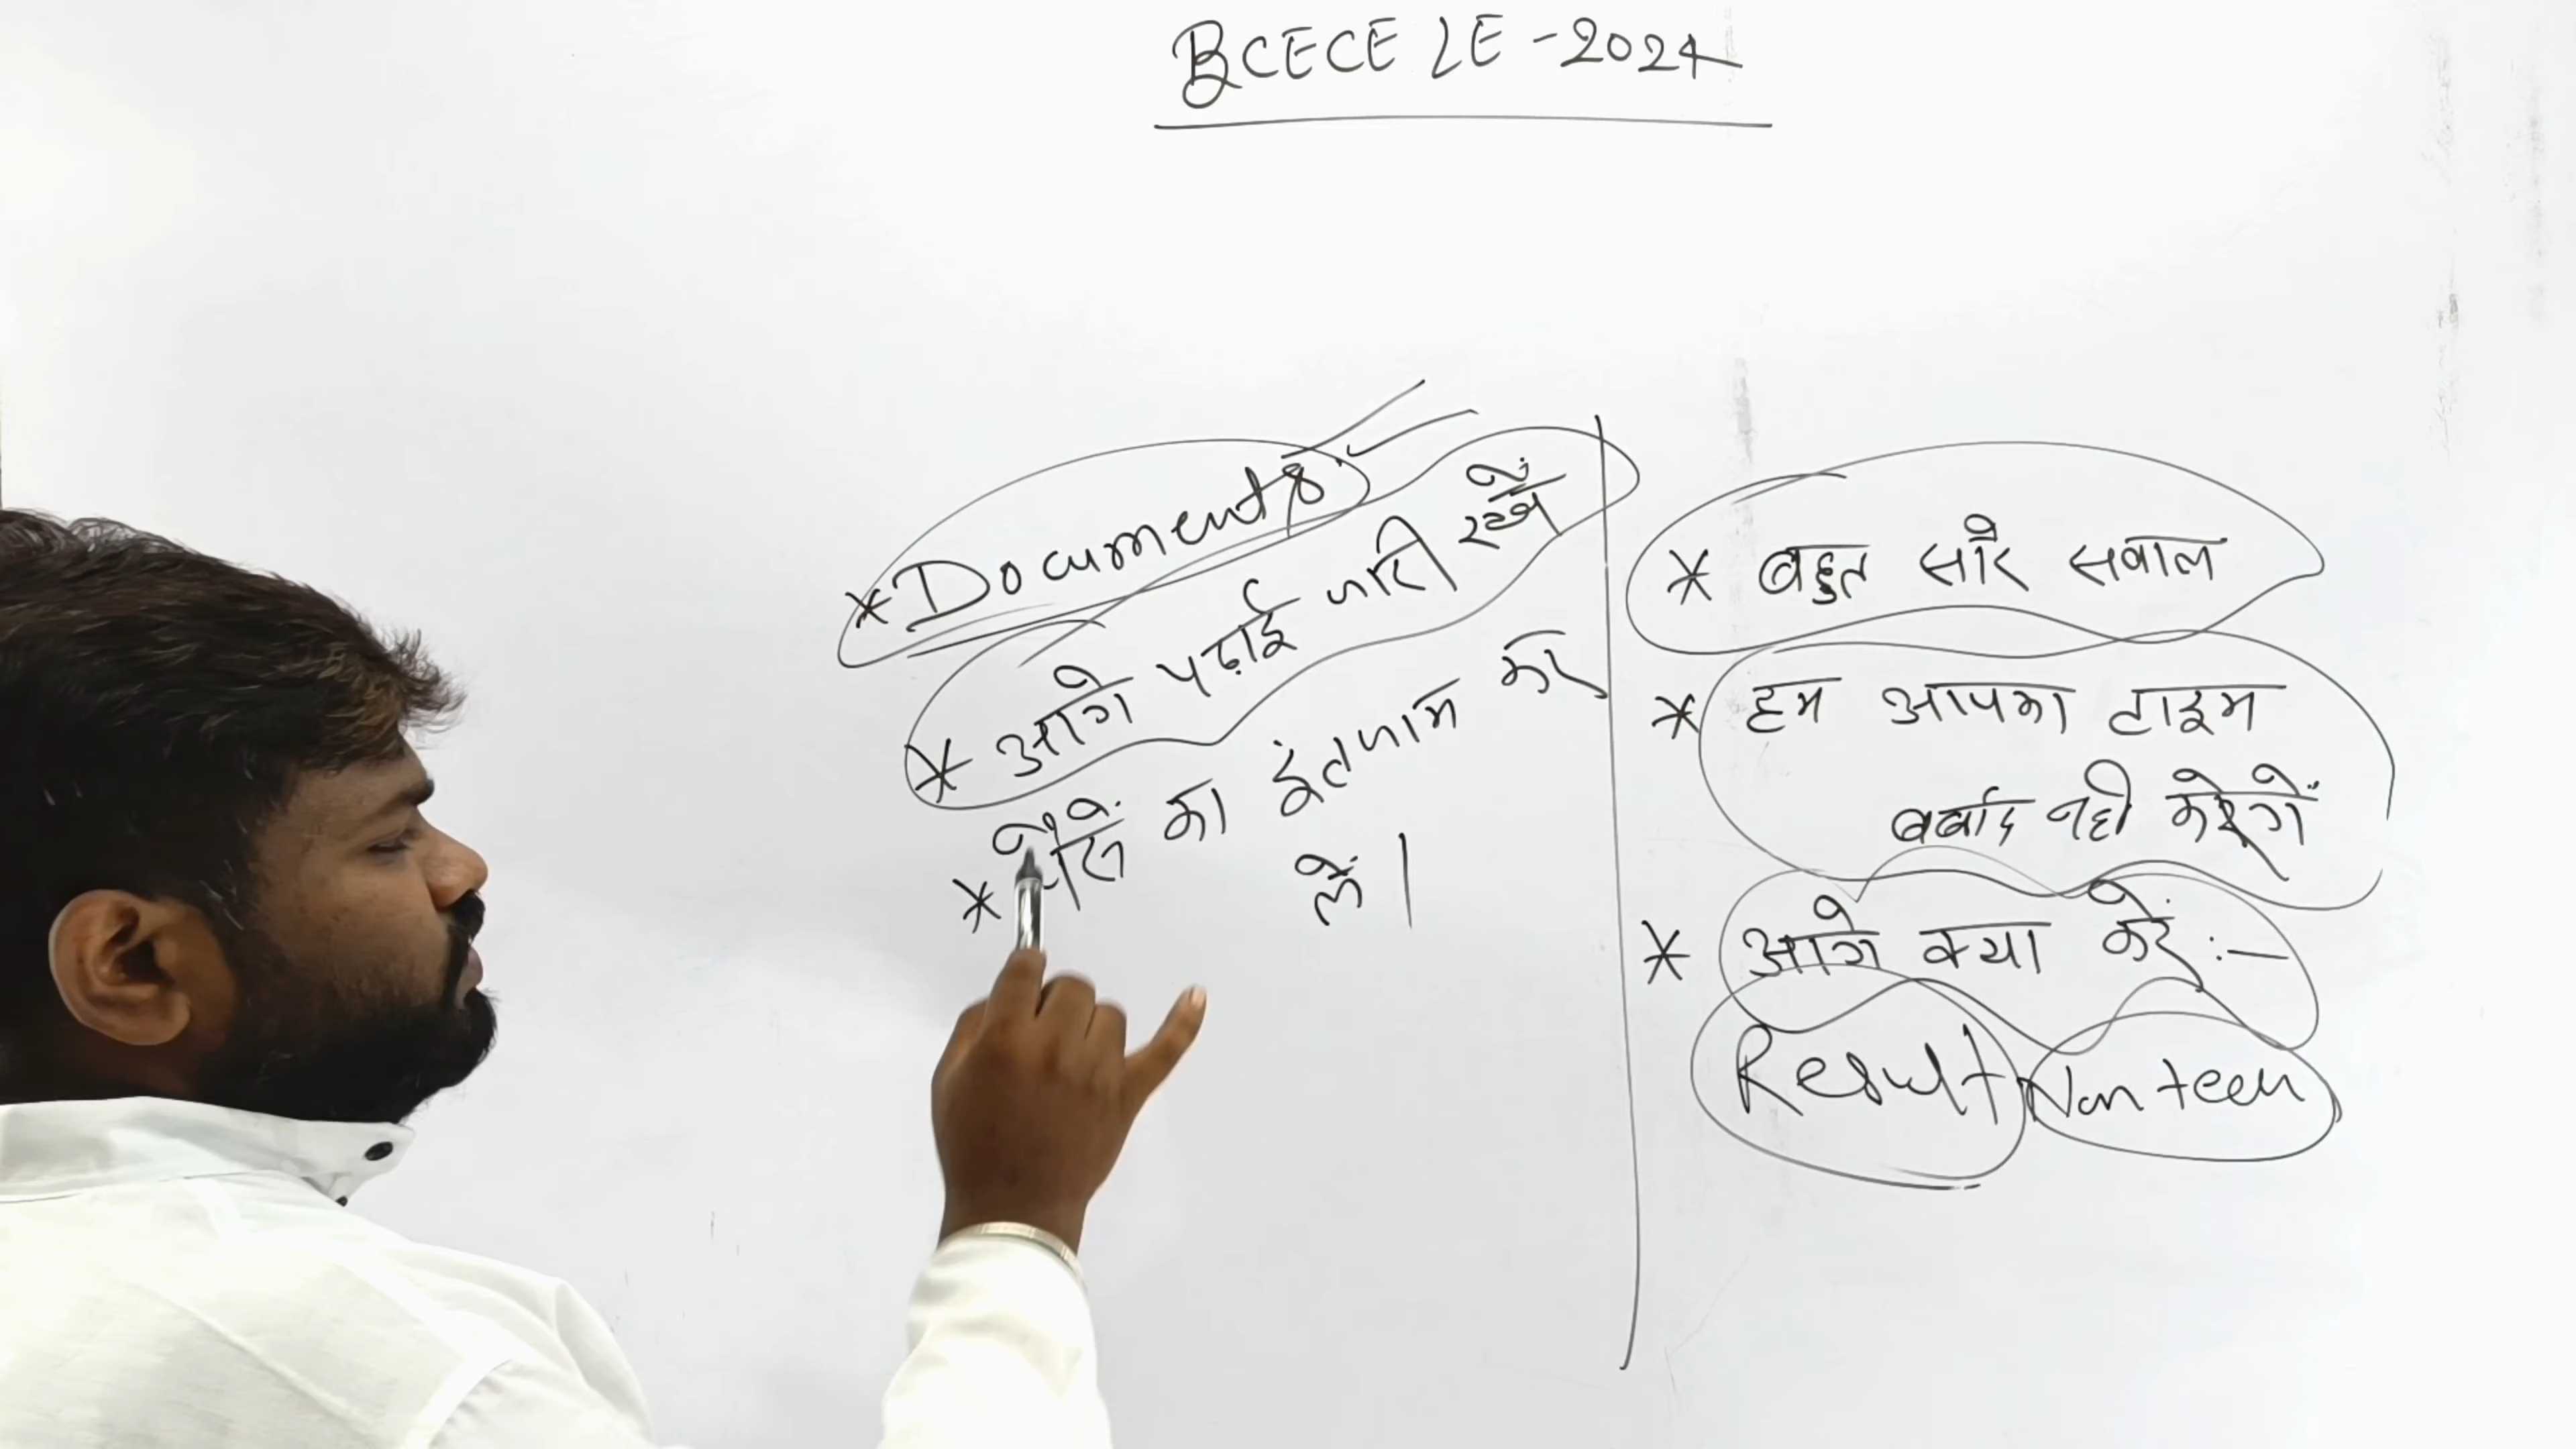 BCECE LE - 2024
* Documents.
* आगे पढ़ाई जारी रखें
* पैसें का इंतजाम कर
लें।
* बहुत सारे सवाल
* हम आपका टाइम
बर्बाद नही करेगें
* आगे क्या करें :-
Result Nonteen